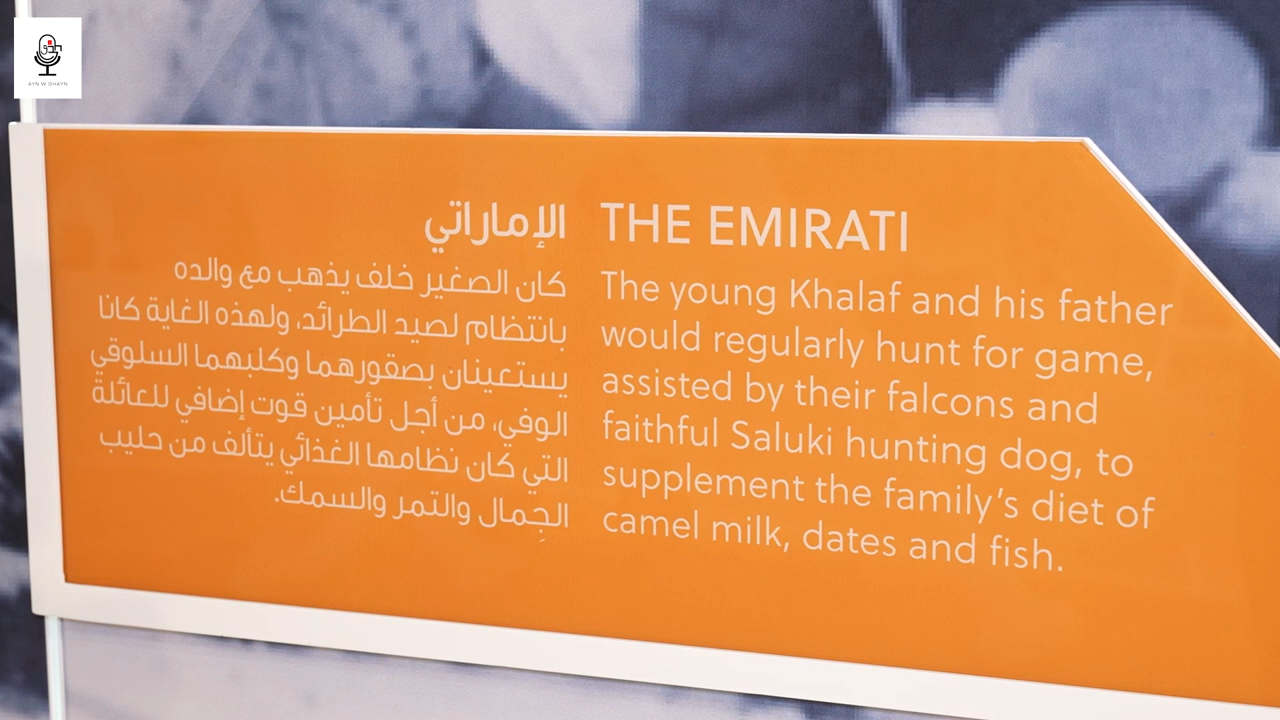 AYN W GHAYN
الإماراتي
كان الصغير خلف يذهب مع والده
بانتظام لصيد الطرائد، ولهذه الغاية كانا
يستعينان بصقورهما وكلبهما السلوقي
الوفي، من أجل تأمين قوت إضافي للعائلة
التي كان نظامها الغذائي يتألف من حليب
الجِمال والتمر والسمك.
THE EMIRATI
The young Khalaf and his father
would regularly hunt for game,
assisted by their falcons and
faithful Saluki hunting dog, to
supplement the family's diet of
camel milk, dates and fish.